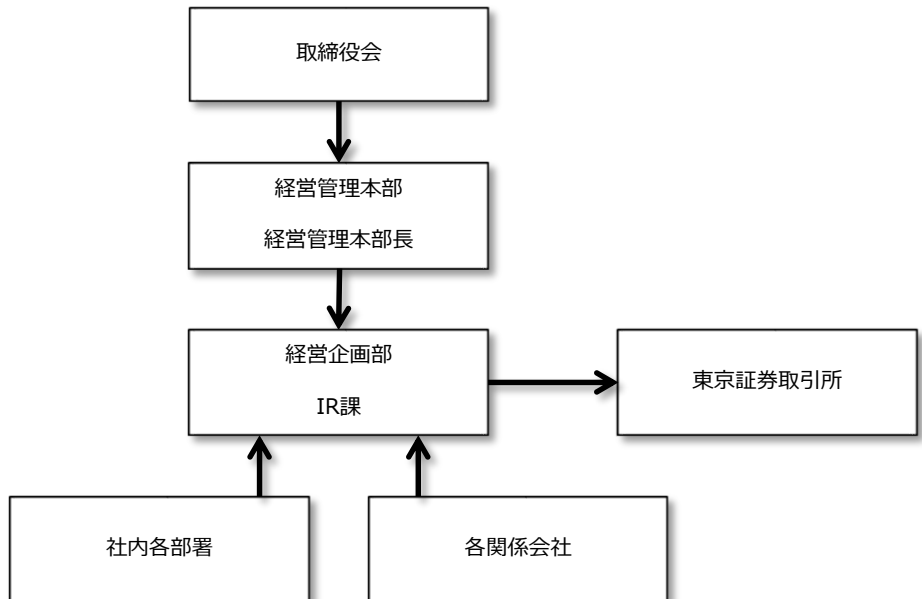 取締役会
経営管理本部
経営管理本部長
経営企画部
IR課
東京証券取引所
社内各部署
各関係会社